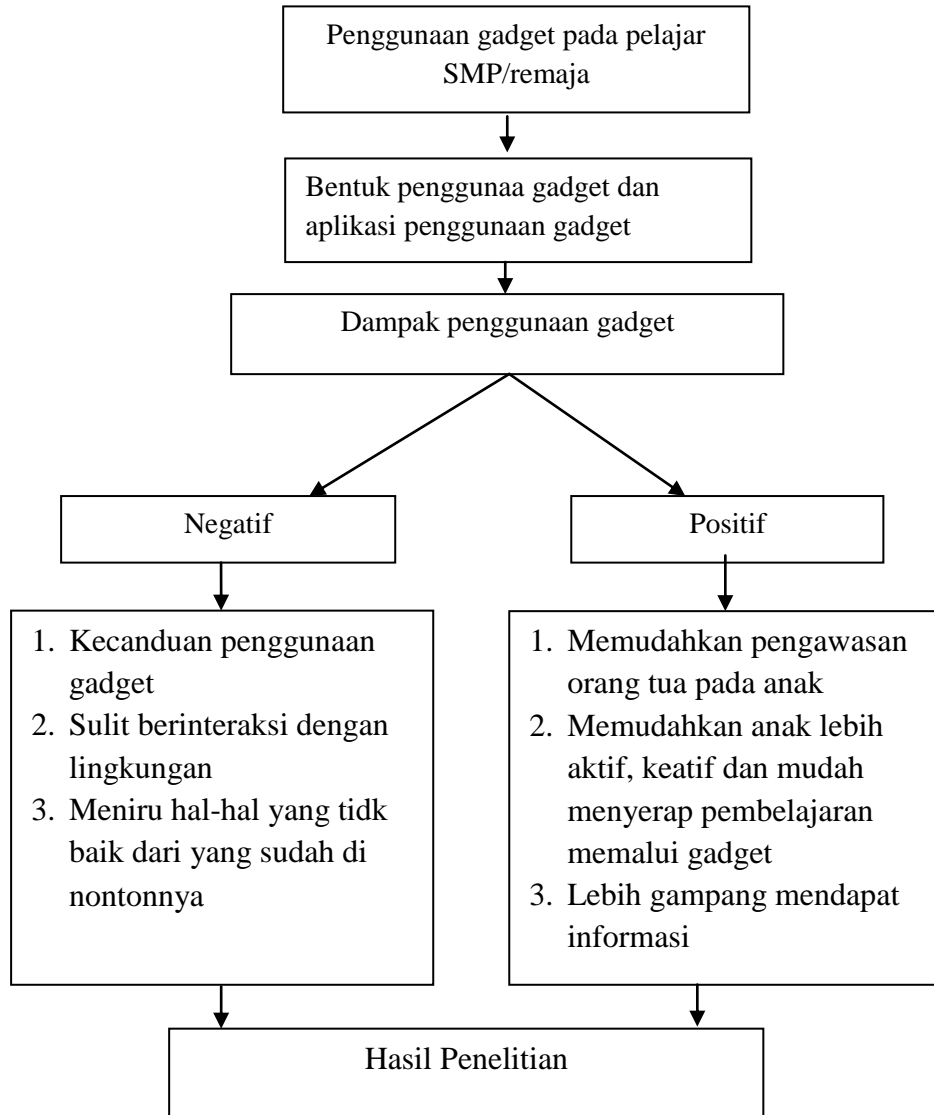 Penggunaan gadget pada pelajar
SMP/remaja
Bentuk penggunaa gadget dan
aplikasi penggunaan gadget
Dampak penggunaan gadget
Negatif
Positif
1. Kecanduan penggunaan
gadget
2. Sulit berinteraksi dengan
lingkungan
3. Meniru hal-hal yang tidk
baik dari yang sudah di
nontonnya
1. Memudahkan pengawasan
orang tua pada anak
2. Memudahkan anak lebih
aktif, keatif dan mudah
menyerap pembelajaran
memalui gadget
3. Lebih gampang mendapat
informasi
Hasil Penelitian